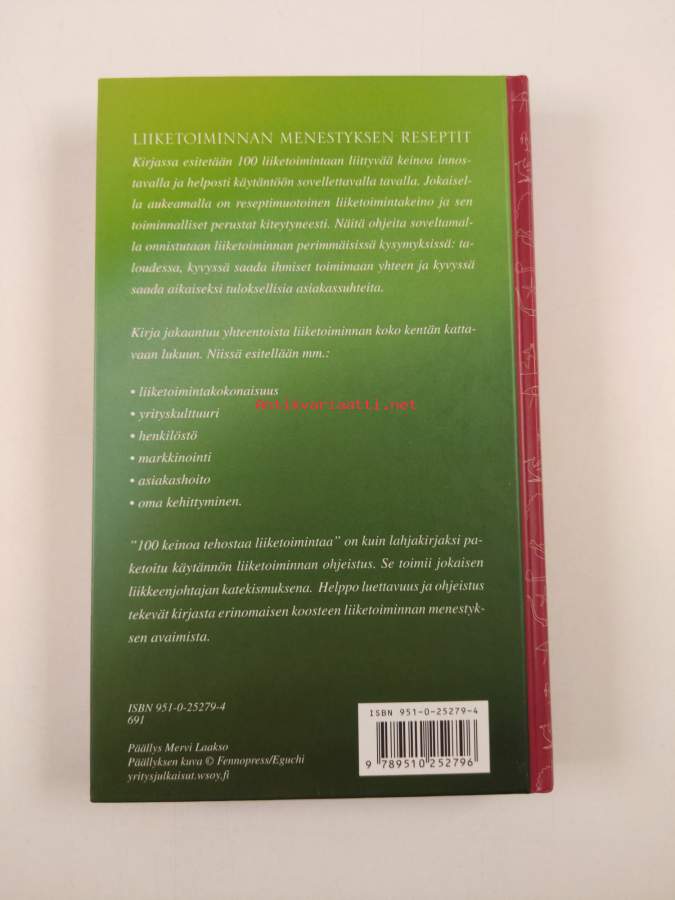 LIIKETOIMINNAN MENESTYKSEN RESEPTIT
Kirjassa esitetään 100 liiketoimintaan liittyvää keinoa innos-
tavalla ja helposti käytäntöön sovellettavalla tavalla. Jokaisel-
la aukeamalla on reseptimuotoinen liiketoimintakeino ja sen
toiminnalliset perustat kiteytyneesti. Näitä ohjeita soveltamal-
la onnistutaan liiketoiminnan perimmäisissä kysymyksissä: ta-
loudessa, kyvyssä saada ihmiset toimimaan yhteen ja kyvyssä
saada aikaiseksi tuloksellisia asiakassuhteita.
Kirja jakaantuu yhteentoista liiketoiminnan koko kentän katta-
vaan lukuun. Niissä esitellään mm.:
• liiketoimintakokonaisuus
• yrityskulttuuri
• henkilöstö
• markkinointi
• asiakashoito
• oma kehittyminen.
Antikvariaatti.net
”100 keinoa tehostaa liiketoimintaa” on kuin lahjakirjaksi pa-
ketoitu käytännön liiketoiminnan ohjeistus. Se toimii jokaisen
liikkeenjohtajan katekismuksena. Helppo luettavuus ja ohjeistus
tekevät kirjasta erinomaisen koosteen liiketoiminnan menestyk-
sen avaimista.
ISBN 951-0-25279-4
691
Päällys Mervi Laakso
Päällyksen kuva © Fennopress/Eguchi
yritysjulkaisut.wsoy.fi
ISBN 951-0-25279-4
9 789510 252796